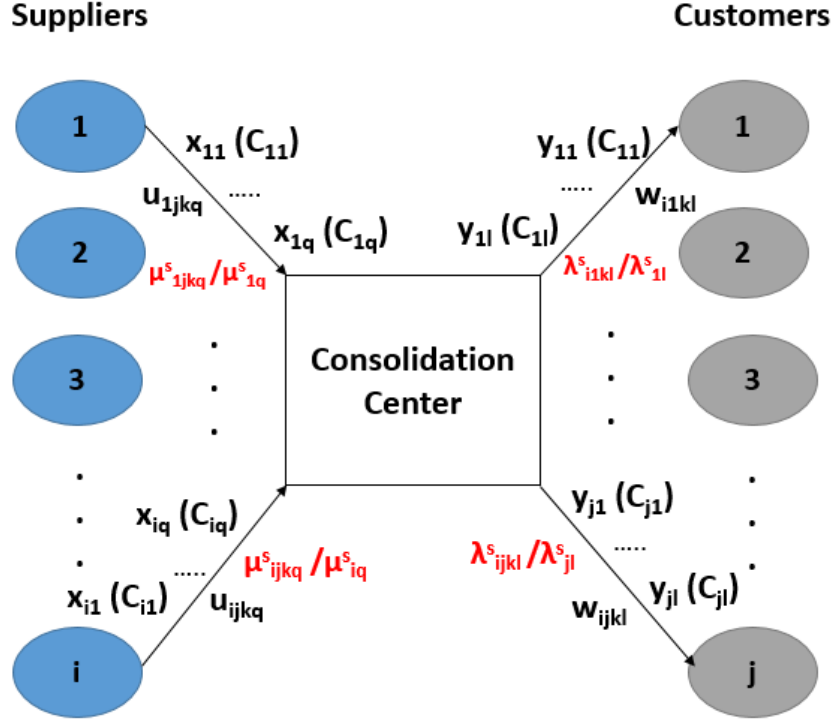 Suppliers
Customers
1
x₁₁ (C₁₁)
.....
u₁ⱼₖq
x₁q (C₁q)
y₁₁ (C₁₁)
.....
1
wᵢ₁ₖₗ
y₁ₗ (C₁ₗ)
2
μˢ₁ⱼₖq/μˢ₁q
λˢᵢ₁ₖₗ/λˢ₁ₗ
2
3
Consolidation
Center
3
xᵢq (Cᵢq)
.....
xᵢ₁ (Cᵢ₁)
μˢᵢⱼₖq /μˢᵢq
uᵢⱼₖq
λˢᵢⱼₖₗ/λˢⱼₗ
yⱼ₁ (Cⱼ₁)
.....
yⱼₗ (Cⱼₗ)
wᵢⱼₖₗ
i
j